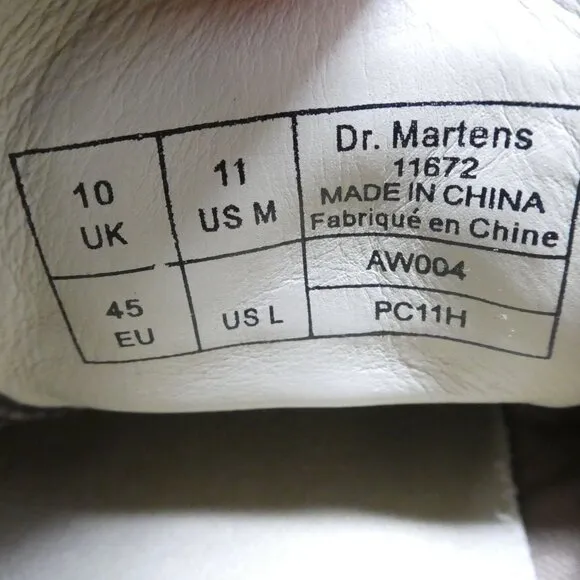 10
UK
11
US M
Dr. Martens
11672
MADE IN CHINA
Fabriqué en Chine
45
EU
US L
AW004
PC11H